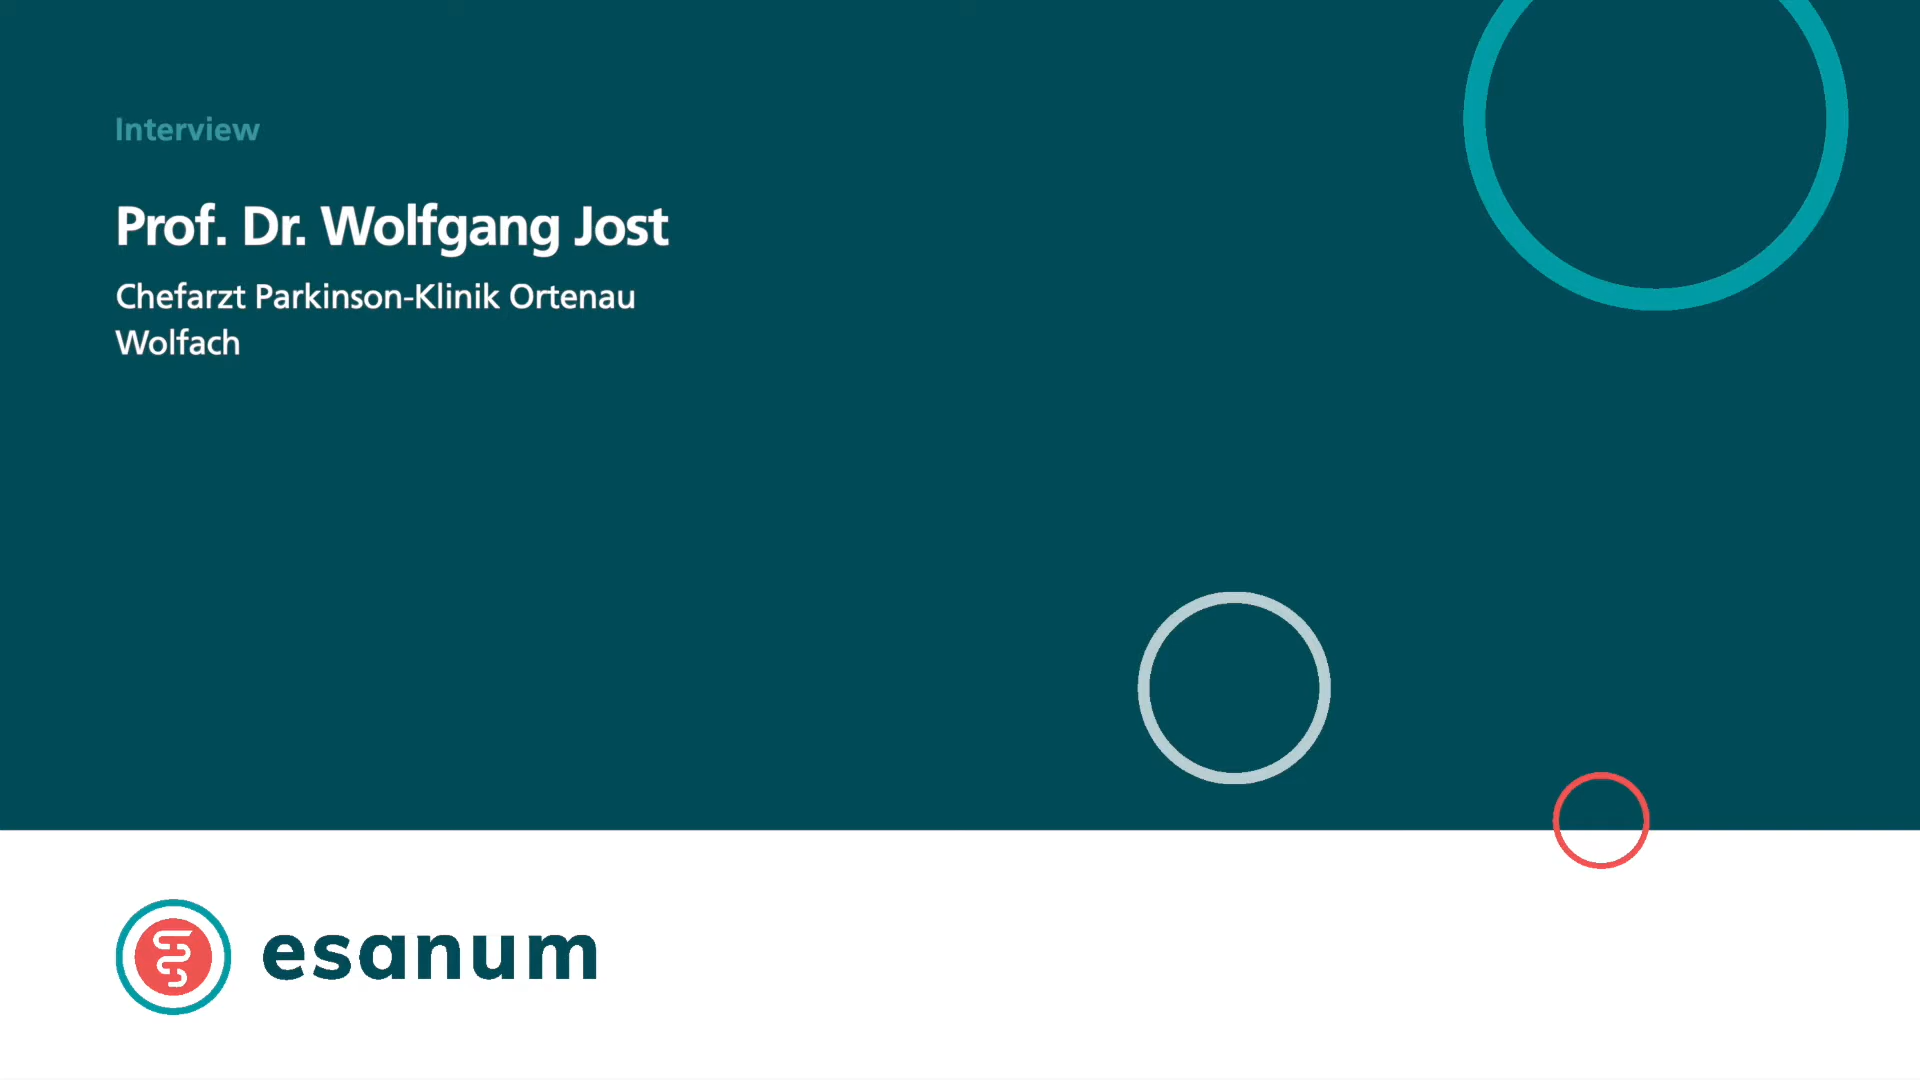 Interview
Prof. Dr. Wolfgang Jost
Chefarzt Parkinson-Klinik Ortenau
Wolfach
esanum